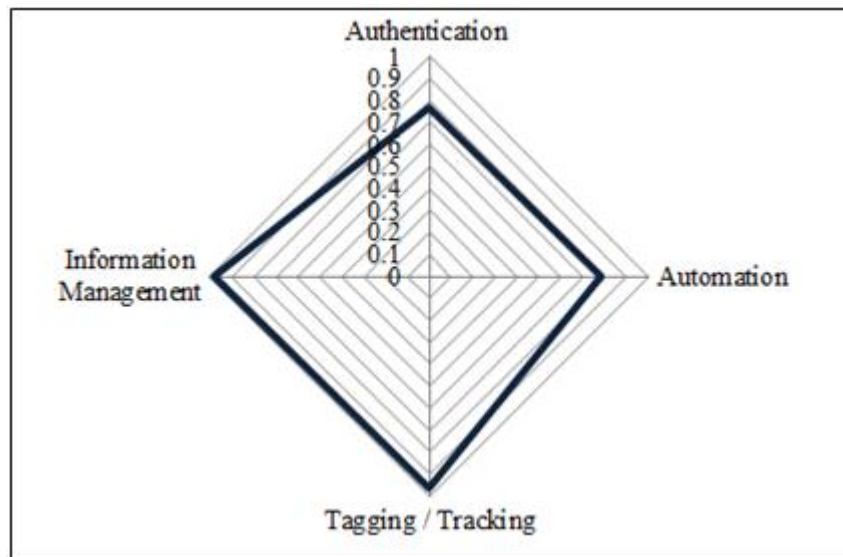 Authentication
1
0.9
0.8
0.7
0.6
0.5
0.4
0.3
0.2
0.1
0
Information
Management
Automation
Tagging / Tracking